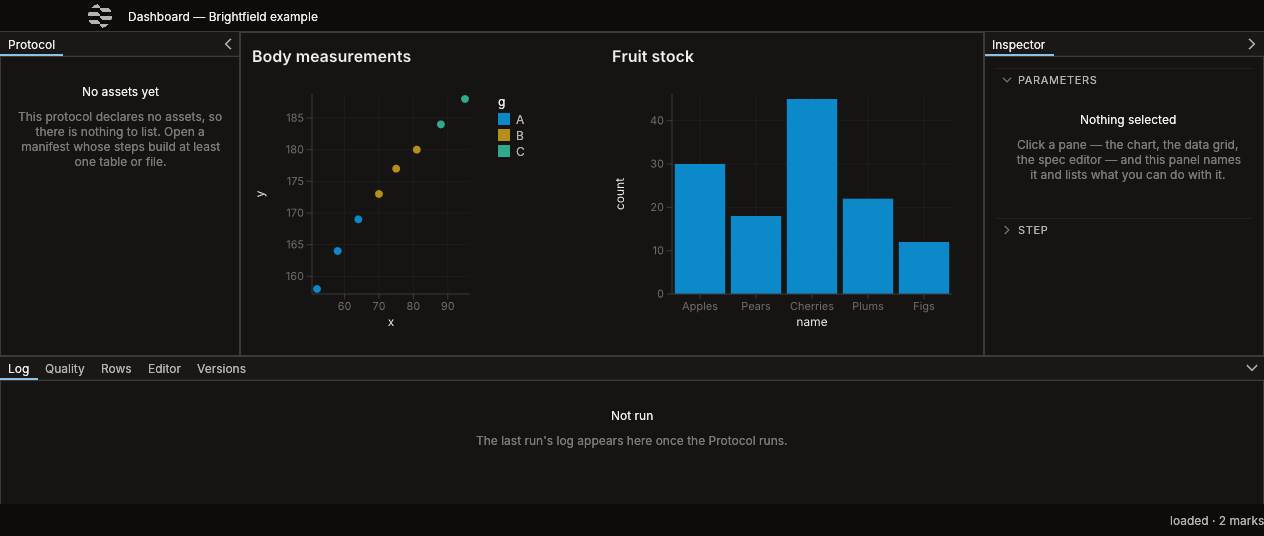 Dashboard — Brightfield example
Protocol
No assets yet
This protocol declares no assets, so
there is nothing to list. Open a
manifest whose steps build at least
one table or file.
Body measurements
185
180
175
170
165
160
y
60 70 80 90
x
g
A
B
C
Fruit stock
40
30
20
10
0
count
Apples Pears Cherries Plums Figs
name
Inspector
PARAMETERS
Nothing selected
Click a pane — the chart, the data grid,
the spec editor — and this panel names
it and lists what you can do with it.
STEP
Log Quality Rows Editor Versions
Not run
The last run's log appears here once the Protocol runs.
loaded · 2 marks